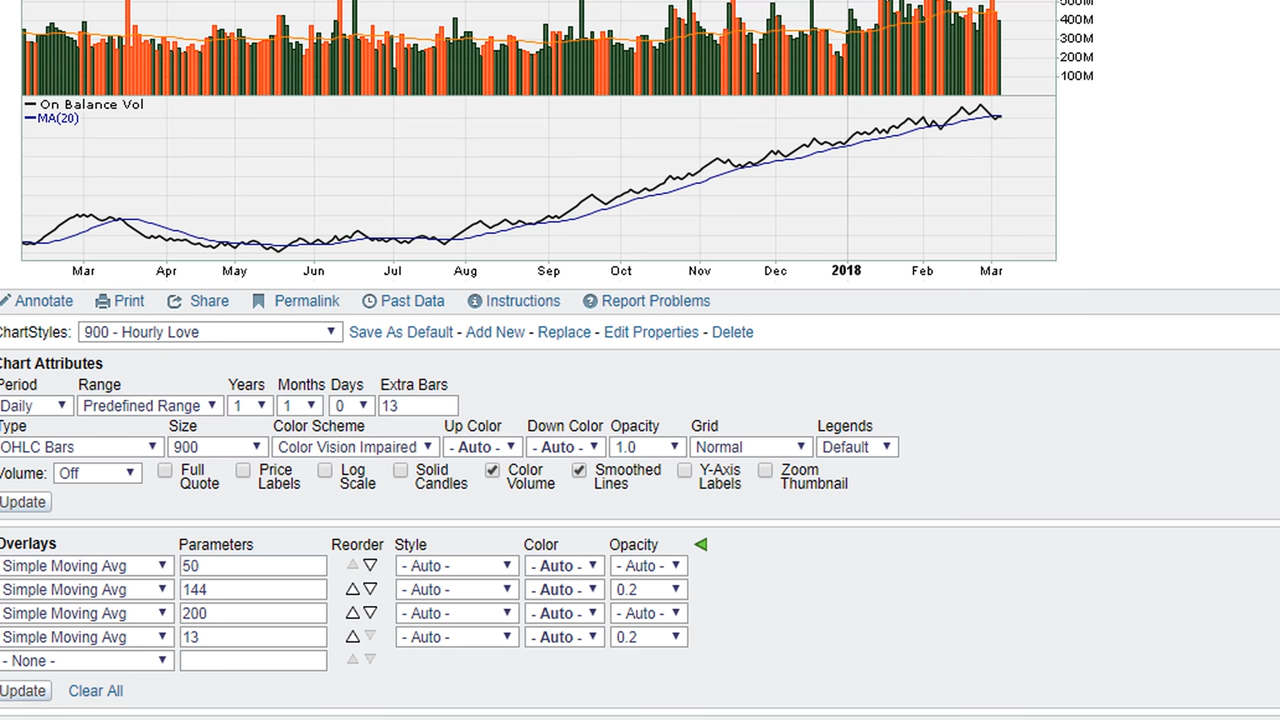 500M
400M
300M
200M
100M
On Balance Vol
MA(20)
Mar Apr May Jun Jul Aug Sep Oct Nov Dec 2018 Feb Mar
Annotate Print Share Permalink Past Data Instructions Report Problems
ChartStyles: 900 - Hourly Love Save As Default - Add New - Replace - Edit Properties - Delete
Chart Attributes
Period Range Years Months Days Extra Bars
Daily Predefined Range 1 1 0 13
Type Size Color Scheme Up Color Down Color Opacity Grid Legends
OHLC Bars 900 Color Vision Impaired - Auto - - Auto - 1.0 Normal Default
Volume: Off Full Quote Price Labels Log Scale Solid Candles Color Volume Smoothed Lines Y-Axis Labels Zoom Thumbnail
Update
Overlays Parameters Reorder Style Color Opacity
Simple Moving Avg 50 - Auto - - Auto - - Auto -
Simple Moving Avg 144 - Auto - - Auto - 0.2
Simple Moving Avg 200 - Auto - - Auto - - Auto -
Simple Moving Avg 13 - Auto - - Auto - 0.2
- None -
Update Clear All